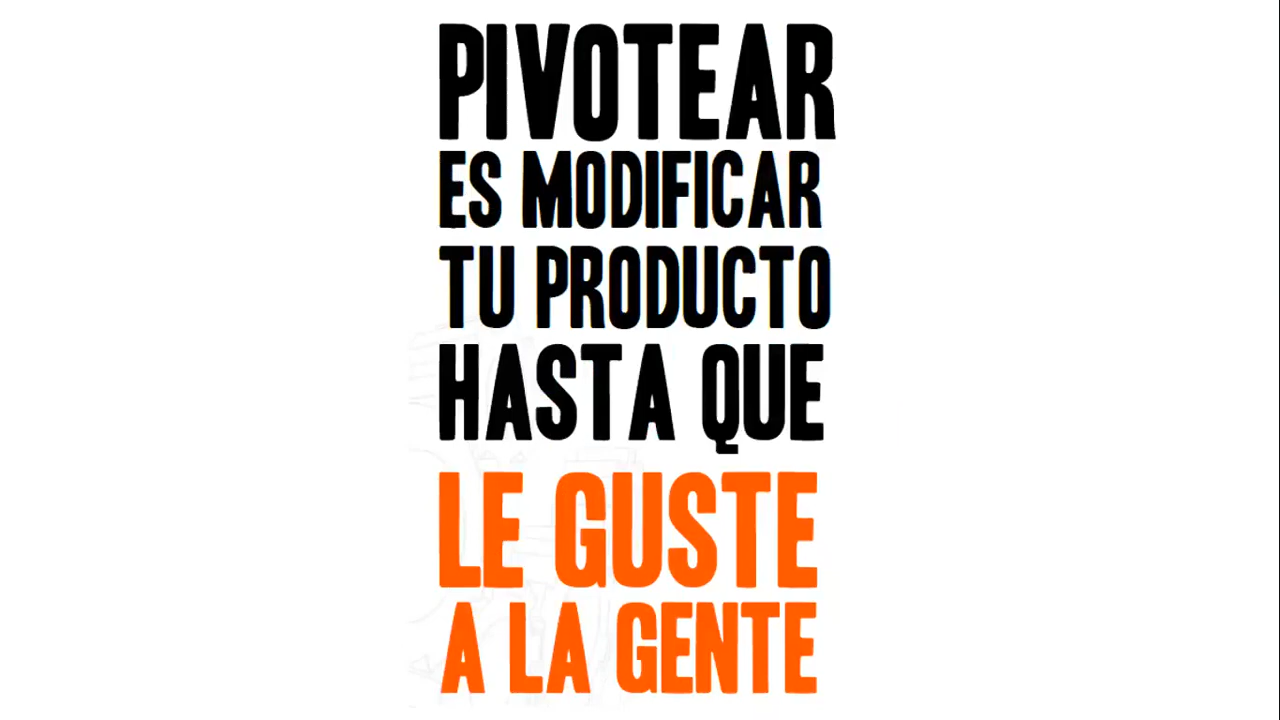 PIVOTEAR
ES MODIFICAR
TU PRODUCTO
HASTA QUE
LE GUSTE
A LA GENTE